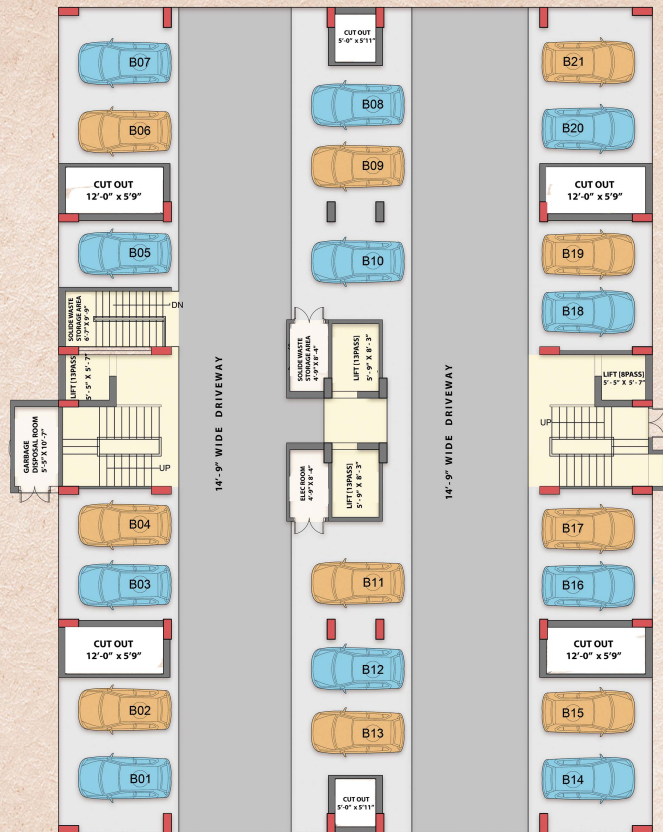 CUT OUT
5'-0" x 5'11"
B07
B21
B08
B06
B20
B09
CUT OUT
12'-0" x 5'9"
CUT OUT
12'-0" x 5'9"
B05
B10
B19
SOLIDE WASTE
STORAGE AREA
6'-7" X 9'-9"
DN
B18
SOLIDE WASTE
STORAGE AREA
4'-9" X 8'-4"
LIFT [13PASS]
5'-9" X 8'-3"
LIFT [13PASS]
5'-5" X 5'-7"
LIFT [8PASS]
5'-5" X 5'-7"
14'-9" WIDE DRIVEWAY
14'-9" WIDE DRIVEWAY
UP
GARBAGE
DISPOSAL ROOM
5'-5" X 10'-7"
UP
ELEC ROOM
4'-9" X 8'-4"
LIFT [13PASS]
5'-9" X 8'-3"
B04
B17
B03
B11
B16
CUT OUT
12'-0" x 5'9"
CUT OUT
12'-0" x 5'9"
B12
B02
B15
B13
B01
B14
CUT OUT
5'-0" x 5'11"